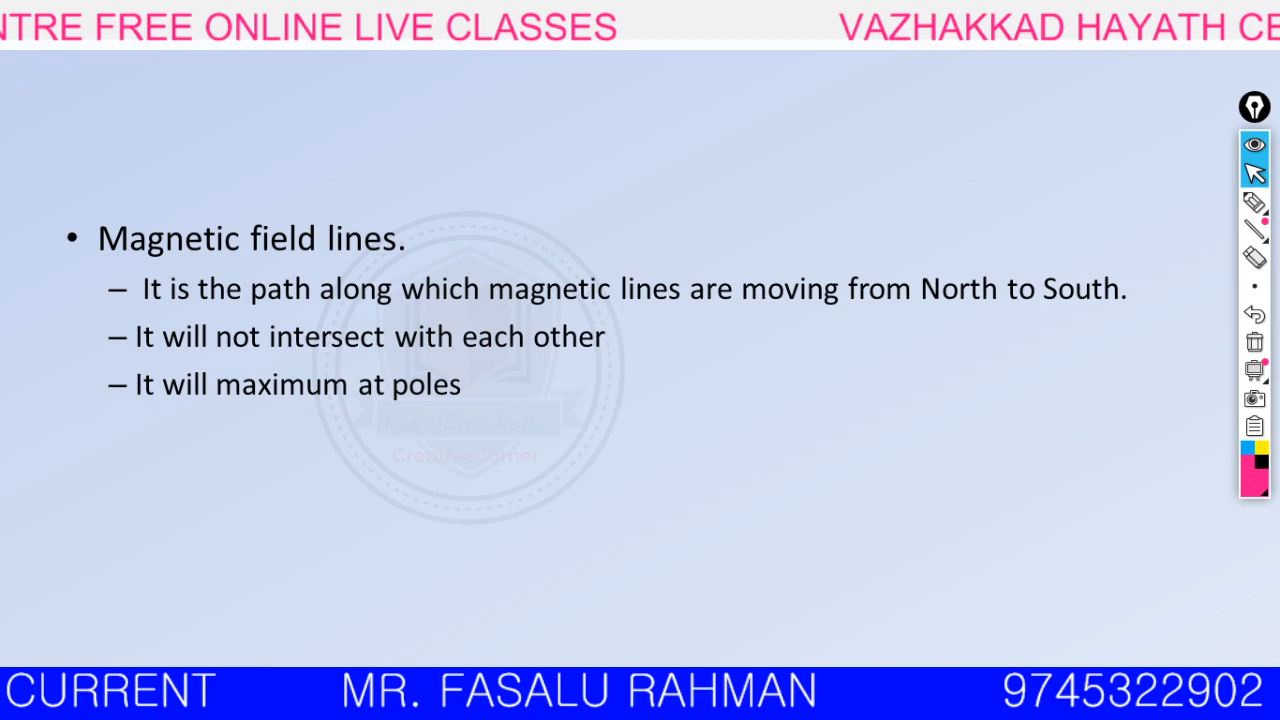 NTRE FREE ONLINE LIVE CLASSES VAZHAKKAD HAYATH CE
• Magnetic field lines.
– It is the path along which magnetic lines are moving from North to South.
– It will not intersect with each other
– It will maximum at poles
CreativeCorner
CURRENT MR. FASALU RAHMAN 9745322902